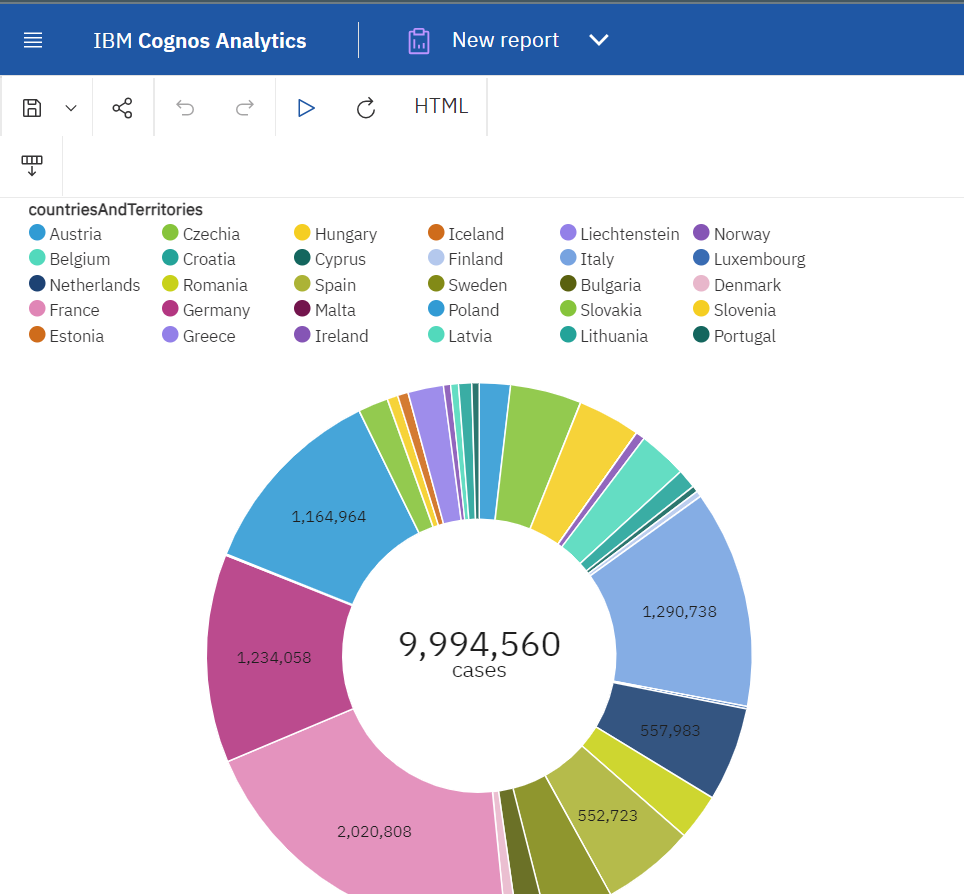 IBM Cognos Analytics
New report
HTML
countriesAndTerritories
Austria Czechia Hungary Iceland Liechtenstein Norway
Belgium Croatia Cyprus Finland Italy Luxembourg
Netherlands Romania Spain Sweden Bulgaria Denmark
France Germany Malta Poland Slovakia Slovenia
Estonia Greece Ireland Latvia Lithuania Portugal
1,164,964
1,290,738
9,994,560
cases
1,234,058
557,983
552,723
2,020,808